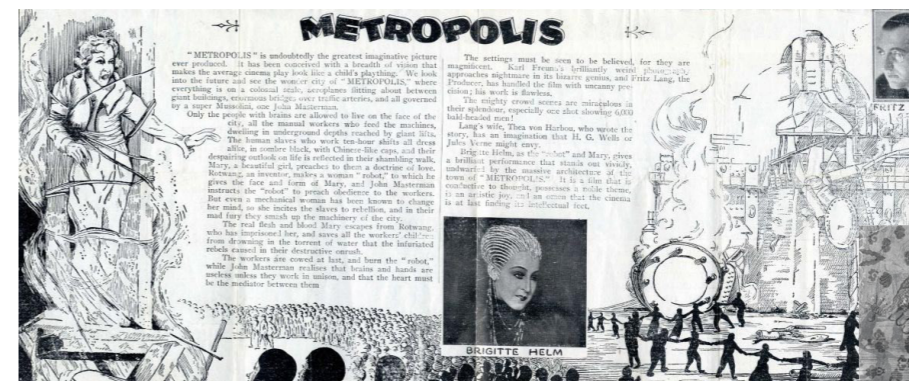 METROPOLIS
"METROPOLIS" is undoubtedly the greatest imaginative picture
ever produced. It has been conceived with a breadth of vision that
makes the average cinema play look like a child's plaything. We look
into the future and see the wonder city of "METROPOLIS," where
everything is on a colossal scale, aeroplanes flitting about between
giant buildings, enormous bridges over traffic arteries, and all governed
by a super Mussolini, one John Masterman.
Only the people with brains are allowed to live on the face of the
city, all the manual workers who feed the machines,
dwelling in underground depths reached by giant lifts.
The human slaves who work ten-hour shifts all dress
alike, in sombre black, with Chinese-like caps, and their
despairing outlook on life is reflected in their shambling walk.
Mary, a beautiful girl, preaches to them a doctrine of love.
Rotwang, an inventor, makes a woman "robot," to which he
gives the face and form of Mary, and John Masterman
instructs the "robot" to preach obedience to the workers.
But even a mechanical woman has been known to change
her mind, so she incites the slaves to rebellion, and in their
mad fury they smash up the machinery of the city.
The real flesh and blood Mary escapes from Rotwang,
who has imprisoned her, and saves all the workers' children
from drowning in the torrent of water that the infuriated
rebels caused in their destructive onrush.
The workers are cowed at last, and burn the "robot,"
while John Masterman realises that brains and hands are
useless unless they work in unison, and that the heart must
be the mediator between them
The settings must be seen to be believed, for they are
magnificent. Karl Freund's brilliantly weird photography
approaches nightmare in its bizarre genius, and Fritz Lang, the
Producer, has handled the film with uncanny precision;
his work is flawless.
The mighty crowd scenes are miraculous in
their splendour, especially one shot showing 6,000
bald-headed men!
Lang's wife, Thea von Harbou, who wrote the
story, has an imagination that H. G. Wells or
Jules Verne might envy.
Brigitte Helm, as the "robot" and Mary, gives
a brilliant performance that stands out vividly,
undwarfed by the massive architecture of the
town of "METROPOLIS." It is a film that is
conducive to thought, possesses a noble theme,
is an artistic joy, and an omen that the cinema
is at last finding its intellectual feet.
BRIGITTE HELM
FRITZ